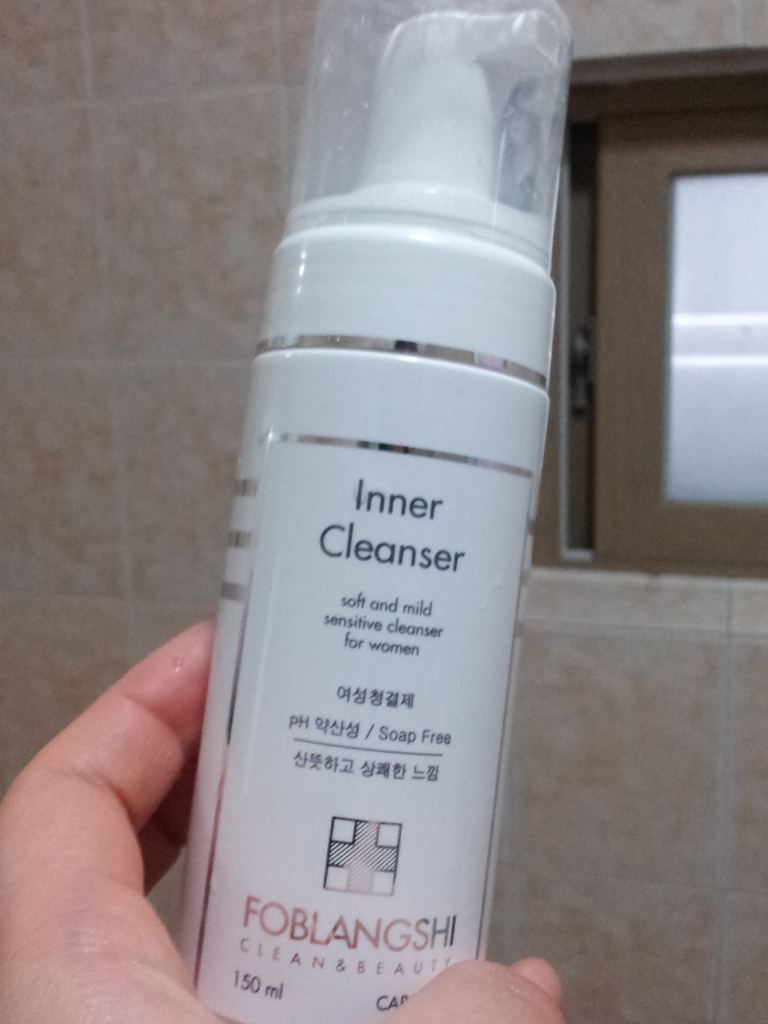 Inner
Cleanser
soft and mild
sensitive cleanser
for women
여성청결제
PH 약산성 / Soap Free
산뜻하고 상쾌한 느낌
FOBLANGSHI
CLEAN & BEAUTY
150 ml